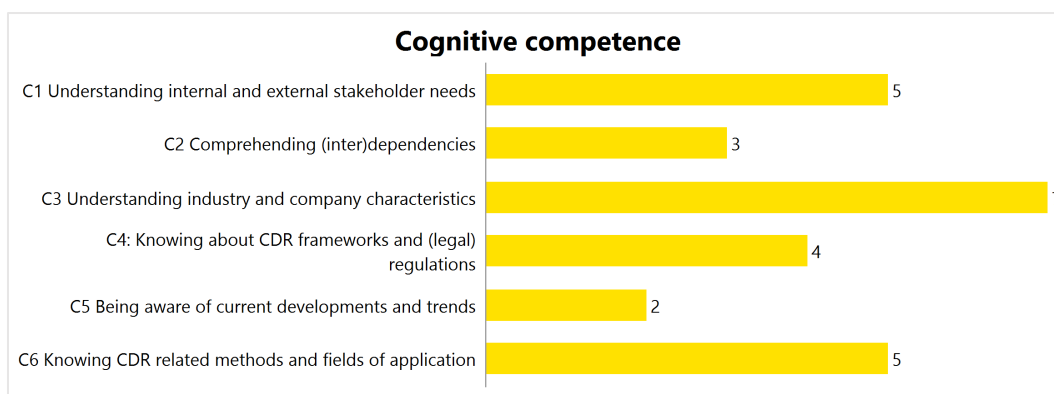 Cognitive competence
C1 Understanding internal and external stakeholder needs
5
C2 Comprehending (inter)dependencies
3
C3 Understanding industry and company characteristics
C4: Knowing about CDR frameworks and (legal)
regulations
4
C5 Being aware of current developments and trends
2
C6 Knowing CDR related methods and fields of application
5